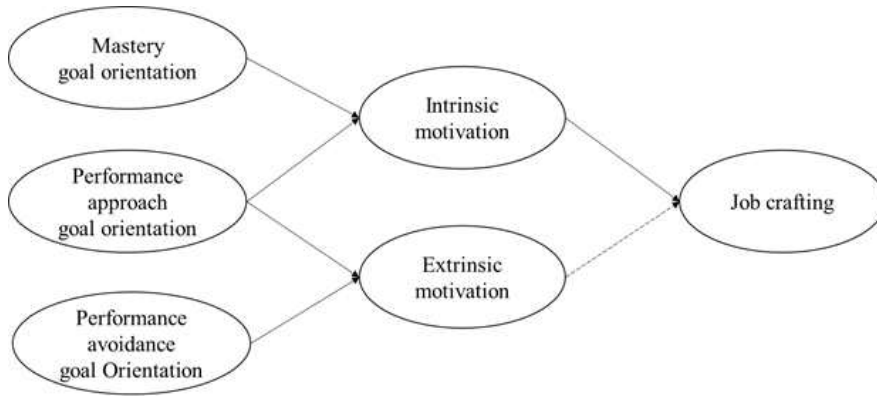 Mastery
goal orientation
Performance
approach
goal orientation
Performance
avoidance
goal Orientation
Intrinsic
motivation
Extrinsic
motivation
Job crafting